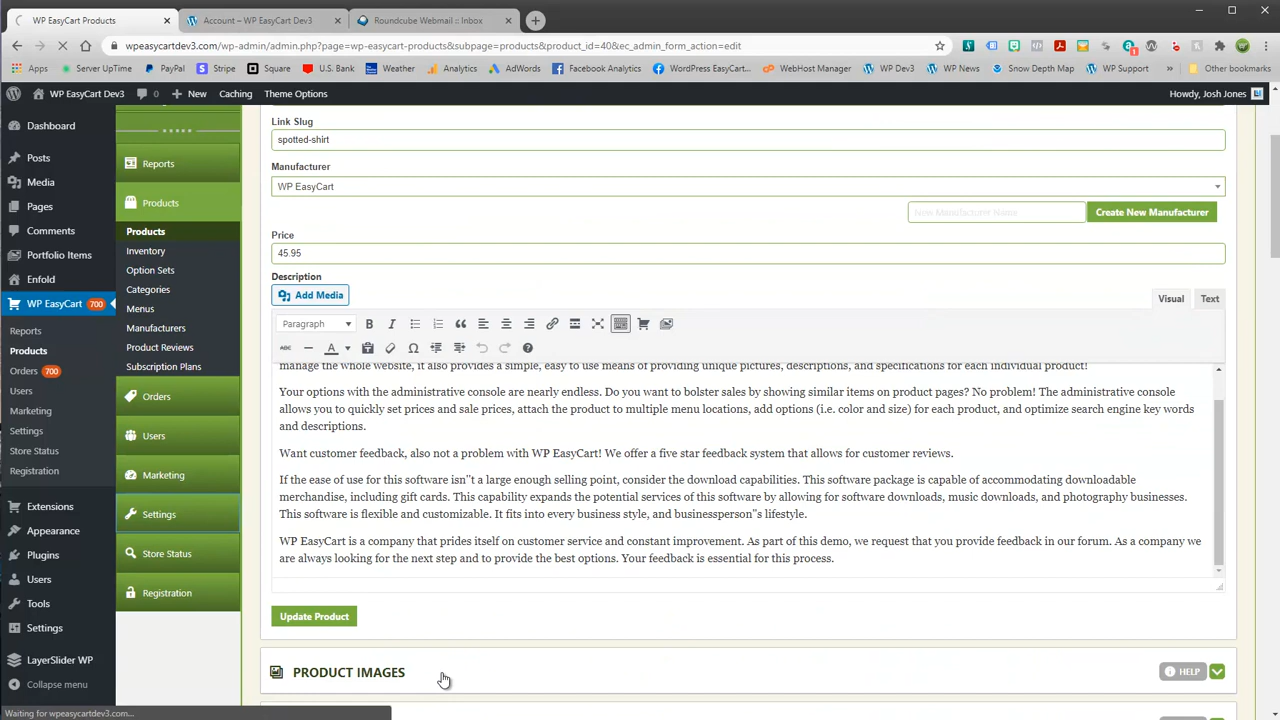 WP EasyCart Products
Account – WP EasyCart Dev3
Roundcube Webmail :: Inbox
wpeasycartdev3.com/wp-admin/admin.php?page=wp-easycart-products&subpage=products&product_id=40&ec_admin_form_action=edit
Apps
Server UpTime
PayPal
Stripe
Square
U.S. Bank
Weather
Analytics
AdWords
Facebook Analytics
WordPress EasyCart...
WebHost Manager
WP Dev
WP News
Snow Depth Map
WP Support
Other bookmarks
WP EasyCart Dev3
0
New
Caching
Theme Options
Howdy, Josh Jones
Dashboard
Posts
Media
Pages
Comments
Portfolio Items
Enfold
WP EasyCart 700
Reports
Products
Orders 700
Users
Marketing
Settings
Store Status
Registration
Extensions
Appearance
Plugins
Users
Tools
Settings
LayerSlider WP
Collapse menu
Reports
Products
Products
Inventory
Option Sets
Categories
Menus
Manufacturers
Product Reviews
Subscription Plans
Orders
Users
Marketing
Settings
Store Status
Registration
Link Slug
spotted-shirt
Manufacturer
WP EasyCart
New Manufacturer Name
Create New Manufacturer
Price
45.95
Description
Add Media
Visual
Text
Paragraph
B
I
ABC
A
manage the whole website, it also provides a simple, easy to use means of providing unique pictures, descriptions, and specifications for each individual product!
Your options with the administrative console are nearly endless. Do you want to bolster sales by showing similar items on product pages? No problem! The administrative console
allows you to quickly set prices and sale prices, attach the product to multiple menu locations, add options (i.e. color and size) for each product, and optimize search engine key words
and descriptions.
Want customer feedback, also not a problem with WP EasyCart! We offer a five star feedback system that allows for customer reviews.
If the ease of use for this software isn"t a large enough selling point, consider the download capabilities. This software package is capable of accommodating downloadable
merchandise, including gift cards. This capability expands the potential services of this software by allowing for software downloads, music downloads, and photography businesses.
This software is flexible and customizable. It fits into every business style, and businessperson"s lifestyle.
WP EasyCart is a company that prides itself on customer service and constant improvement. As part of this demo, we request that you provide feedback in our forum. As a company we
are always looking for the next step and to provide the best options. Your feedback is essential for this process.
Update Product
PRODUCT IMAGES
HELP
Waiting for wpeasycartdev3.com...